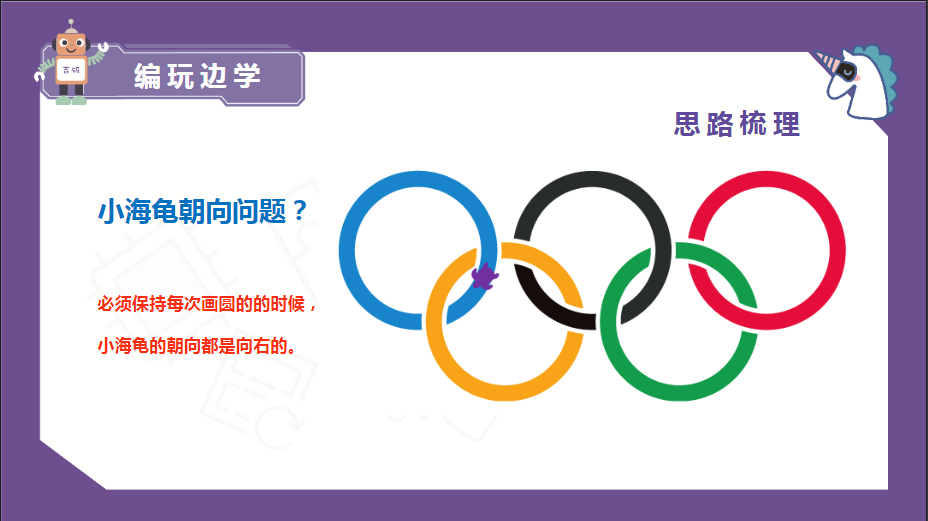 编玩边学
思路梳理
小海龟朝向问题？
必须保持每次画圆的的时候，
小海龟的朝向都是向右的。